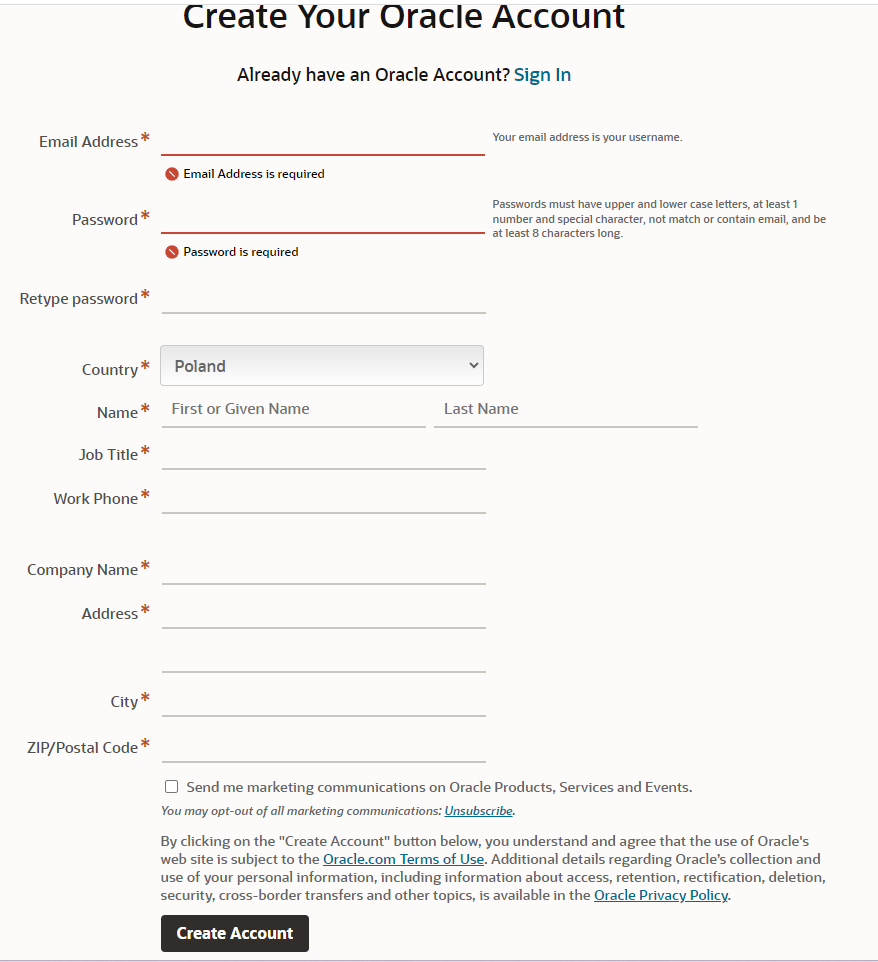 Create Your Oracle Account
Already have an Oracle Account? Sign In
Email Address*
Your email address is your username.
Email Address is required
Password*
Passwords must have upper and lower case letters, at least 1
number and special character, not match or contain email, and be
at least 8 characters long.
Password is required
Retype password*
Country*
Poland
Name*
First or Given Name
Last Name
Job Title*
Work Phone*
Company Name*
Address*
City*
ZIP/Postal Code*
Send me marketing communications on Oracle Products, Services and Events.
You may opt-out of all marketing communications: Unsubscribe.
By clicking on the "Create Account" button below, you understand and agree that the use of Oracle's
web site is subject to the Oracle.com Terms of Use. Additional details regarding Oracle’s collection and
use of your personal information, including information about access, retention, rectification, deletion,
security, cross-border transfers and other topics, is available in the Oracle Privacy Policy.
Create Account